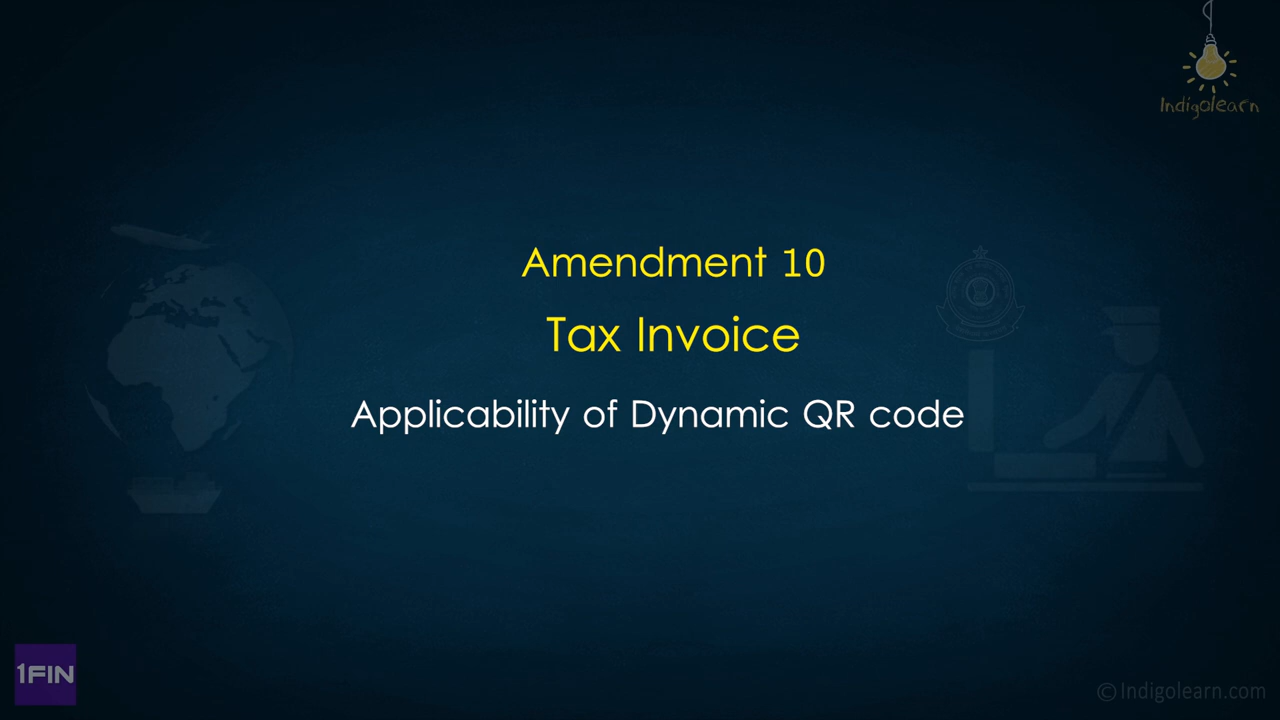 Indigolearn
Amendment 10
Tax Invoice
Applicability of Dynamic QR code
1FIN
© Indigolearn.com